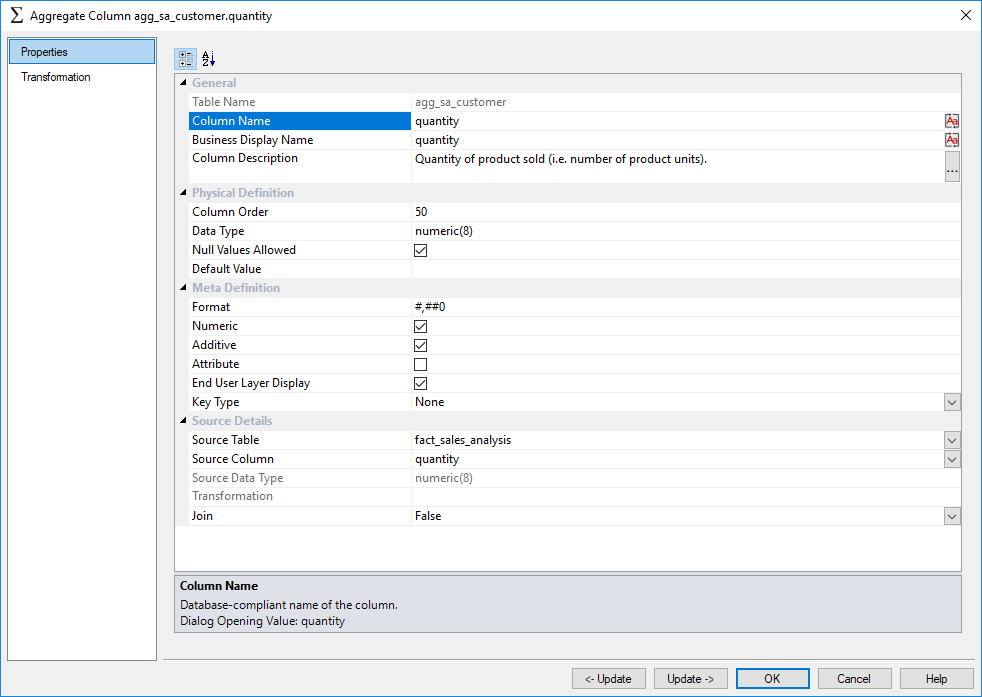 Aggregate Column agg_sa_customer.quantity
Properties
Transformation
General
Table Name agg_sa_customer
Column Name quantity
Business Display Name quantity
Column Description Quantity of product sold (i.e. number of product units).
...
Physical Definition
Column Order 50
Data Type numeric(8)
Null Values Allowed
Default Value
Meta Definition
Format #,##0
Numeric
Additive
Attribute
End User Layer Display
Key Type None
Source Details
Source Table fact_sales_analysis
Source Column quantity
Source Data Type numeric(8)
Transformation
Join False
Column Name
Database-compliant name of the column.
Dialog Opening Value: quantity
<- Update Update -> OK Cancel Help